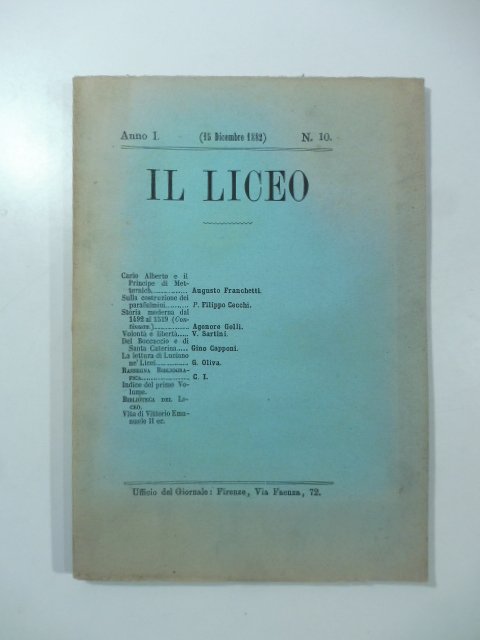 Anno I. (15 Dicembre 1882) N. 10.
IL LICEO
Carlo Alberto e il
Principe di Met-
ternich................ Augusto Franchetti.
Sulla costruzione dei
parafulmini.......... P. Filippo Cecchi.
Storia moderna dal
1492 al 1519 (Con-
tinuaz.)............... Agenore Gelli.
Volontà e libertà..... V. Sartini.
Del Boccaccio e di
Santa Caterina..... Gino Capponi.
La lettura di Luciano
ne' Licei.............. G. Oliva.
RASSEGNA BIBLIOGRA-
FICA...................... C. I.
Indice del primo Vo-
lume.
BIBLIOTECA DEL LI-
CEO.
Vita di Vittorio Ema-
nuele II ec.
Ufficio del Giornale: Firenze, Via Faenza, 72.